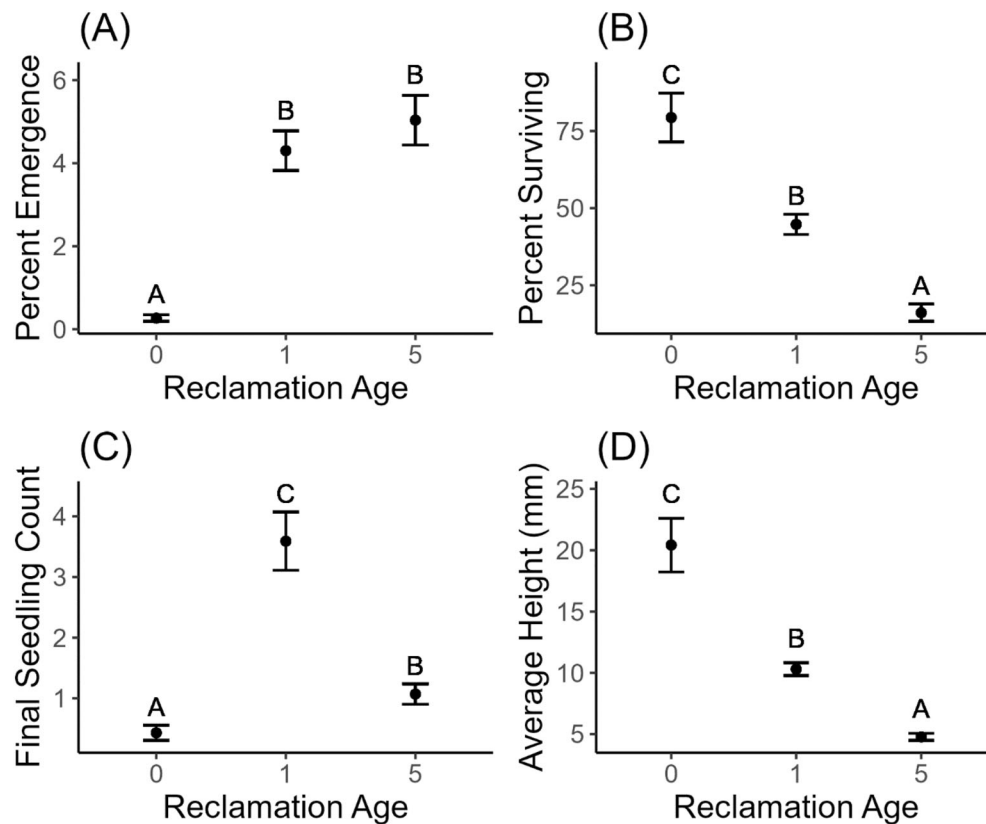 (A)
Percent Emergence
6
4
2
0
A
B
B
0 1 5
Reclamation Age
(B)
Percent Surviving
75
50
25
C
B
A
0 1 5
Reclamation Age
(C)
Final Seedling Count
4
3
2
1
A
C
B
0 1 5
Reclamation Age
(D)
Average Height (mm)
25
20
15
10
5
C
B
A
0 1 5
Reclamation Age